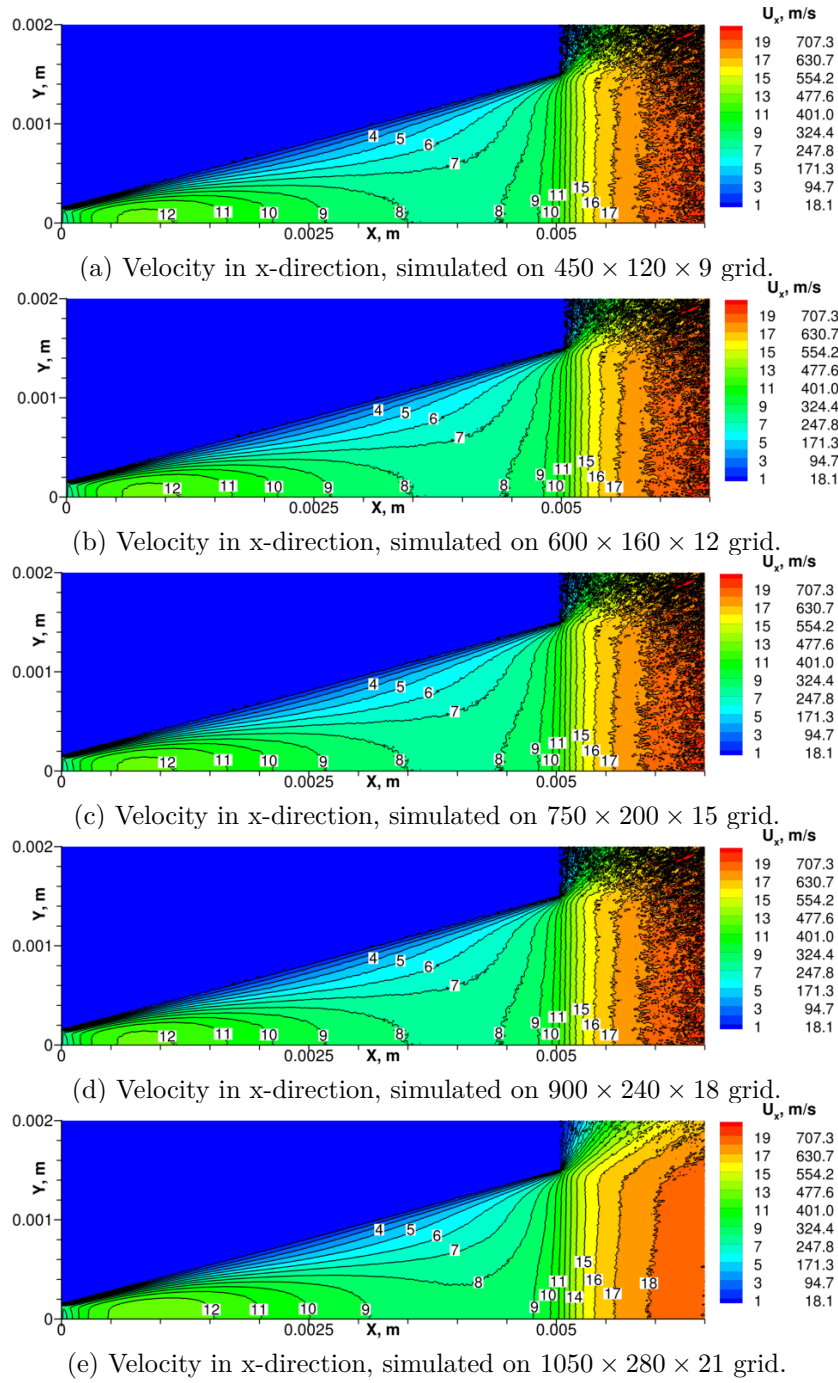 U_x, m/s
0.002
19 707.3
17 630.7
15 554.2
13 477.6
11 401.0
9 324.4
7 247.8
5 171.3
3 94.7
1 18.1
Y, m
0.001
0
4 5 6 7
12 11 10 9 8 8 9 10 11 15 16 17
0 0.0025 X, m 0.005
(a) Velocity in x-direction, simulated on 450 × 120 × 9 grid.
U_x, m/s
0.002
19 707.3
17 630.7
15 554.2
13 477.6
11 401.0
9 324.4
7 247.8
5 171.3
3 94.7
1 18.1
Y, m
0.001
0
4 5 6 7
12 11 10 9 8 8 9 10 11 15 16 17
0 0.0025 X, m 0.005
(b) Velocity in x-direction, simulated on 600 × 160 × 12 grid.
U_x, m/s
0.002
19 707.3
17 630.7
15 554.2
13 477.6
11 401.0
9 324.4
7 247.8
5 171.3
3 94.7
1 18.1
Y, m
0.001
0
4 5 6 7
12 11 10 9 8 8 9 10 11 15 16 17
0 0.0025 X, m 0.005
(c) Velocity in x-direction, simulated on 750 × 200 × 15 grid.
U_x, m/s
0.002
19 707.3
17 630.7
15 554.2
13 477.6
11 401.0
9 324.4
7 247.8
5 171.3
3 94.7
1 18.1
Y, m
0.001
0
4 5 6 7
12 11 10 9 8 8 9 10 11 15 16 17
0 0.0025 X, m 0.005
(d) Velocity in x-direction, simulated on 900 × 240 × 18 grid.
U_x, m/s
0.002
19 707.3
17 630.7
15 554.2
13 477.6
11 401.0
9 324.4
7 247.8
5 171.3
3 94.7
1 18.1
Y, m
0.001
0
4 5 6 7 8
12 11 10 9 9 10 11 14 15 16 17 18
0 0.0025 X, m 0.005
(e) Velocity in x-direction, simulated on 1050 × 280 × 21 grid.